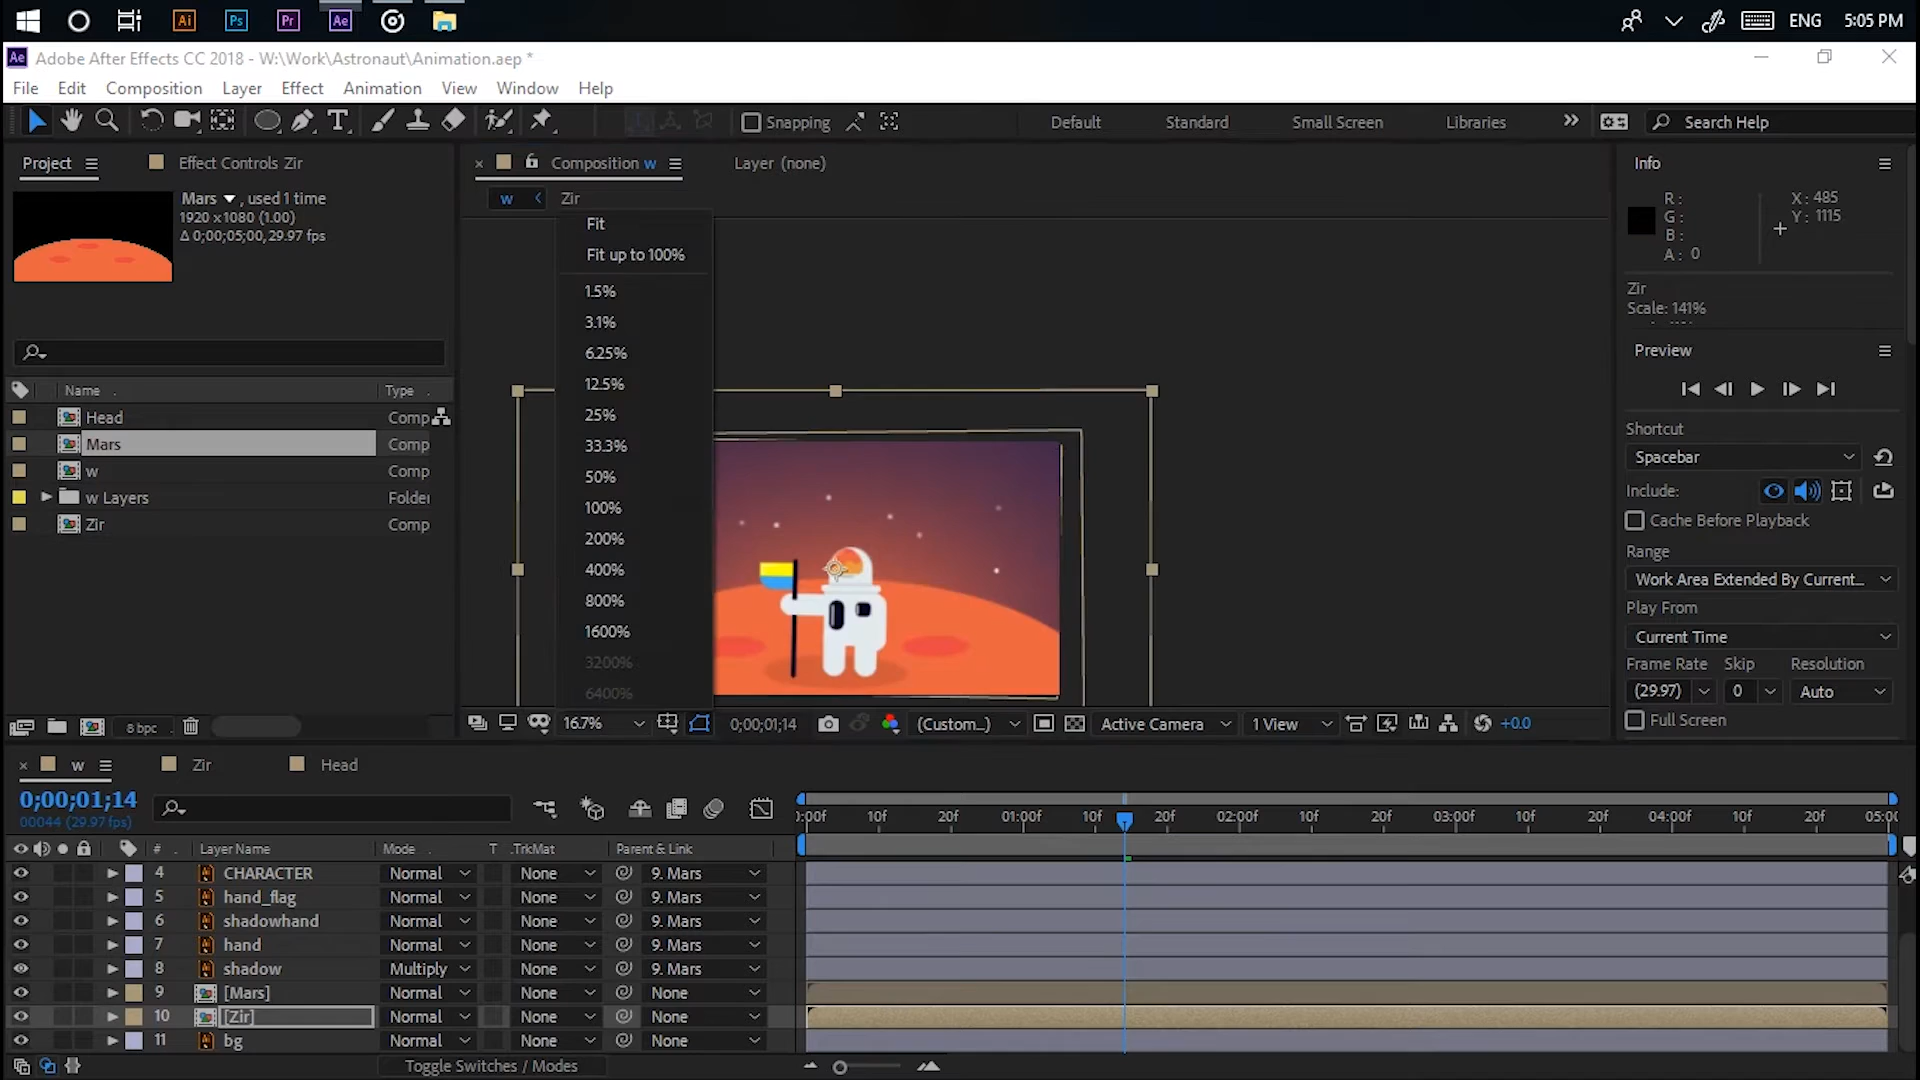 Ai
Ps
Pr
Ae
ENG
5:05 PM
Ae Adobe After Effects CC 2018 - W:\Work\Astronaut\Animation.aep *
File Edit Composition Layer Effect Animation View Window Help
Snapping
Default Standard Small Screen Libraries
Search Help
Project
Effect Controls Zir
Mars , used 1 time
1920 x 1080 (1.00)
Δ 0;00;05;00, 29.97 fps
Name Type
Head Comp
Mars Comp
w Comp
w Layers Folder
Zir Comp
8 bpc
Composition w
Layer (none)
w Zir
Fit
Fit up to 100%
1.5%
3.1%
6.25%
12.5%
25%
33.3%
50%
100%
200%
400%
800%
1600%
3200%
6400%
16.7% 0;00;01;14 (Custom...) Active Camera 1 View +0.0
Info
R :
G :
B :
A : 0
X : 485
Y : 1115
Zir
Scale: 141%
Preview
Shortcut
Spacebar
Include:
Cache Before Playback
Range
Work Area Extended By Current...
Play From
Current Time
Frame Rate Skip Resolution
(29.97) 0 Auto
Full Screen
w Zir Head
0;00;01;14
00044 (29.97 fps)
:00f 10f 20f 01:00f 10f 20f 02:00f 10f 20f 03:00f 10f 20f 04:00f 10f 20f 05:00
# Layer Name Mode T .TrkMat Parent & Link
4 CHARACTER Normal None 9. Mars
5 hand_flag Normal None 9. Mars
6 shadowhand Normal None 9. Mars
7 hand Normal None 9. Mars
8 shadow Multiply None 9. Mars
9 [Mars] Normal None None
10 [Zir] Normal None None
11 bg Normal None None
Toggle Switches / Modes